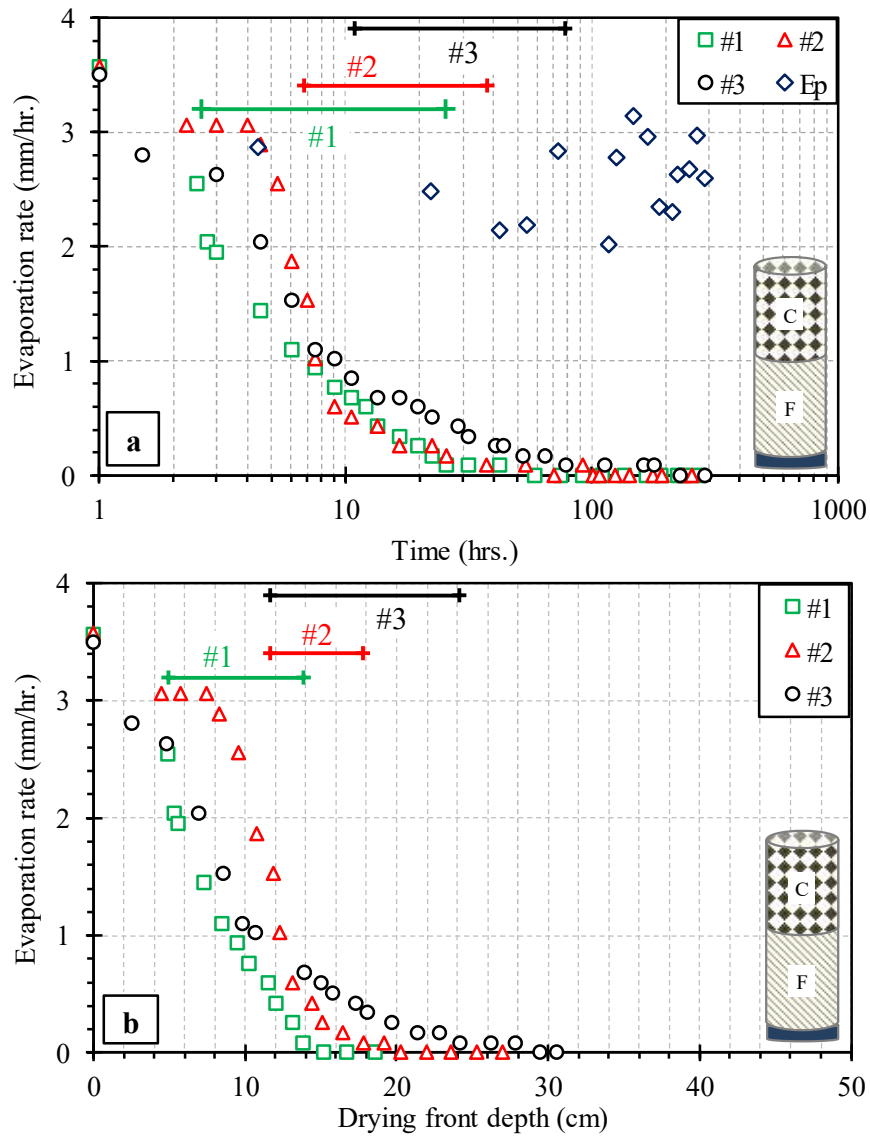 4
3
2
1
0
Evaporation rate (mm/hr.)
#3
#2
#1
#1
#2
#3
Ep
C
F
a
1
10
100
1000
Time (hrs.)
4
3
2
1
0
Evaporation rate (mm/hr.)
#3
#2
#1
#1
#2
#3
C
F
b
0
10
20
30
40
50
Drying front depth (cm)